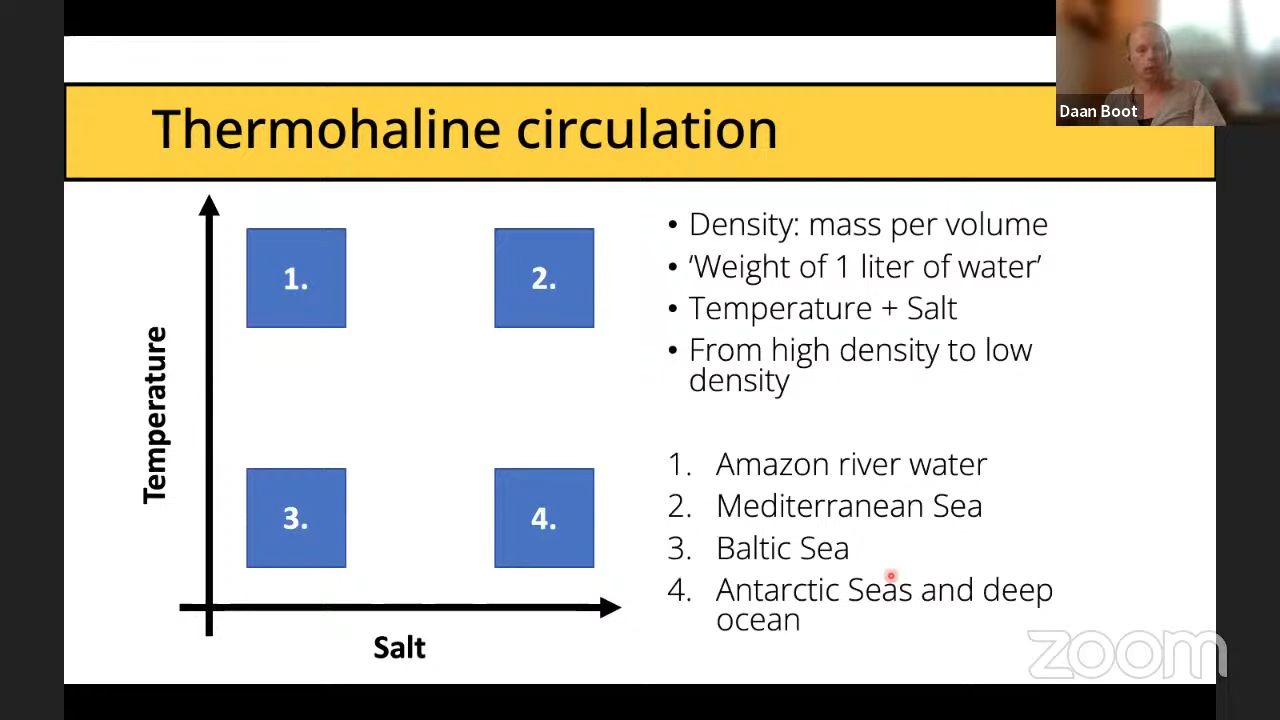 Thermohaline circulation
Daan Boot
Temperature
1.
2.
3.
4.
Salt
• Density: mass per volume
• ‘Weight of 1 liter of water’
• Temperature + Salt
• From high density to low
density
1. Amazon river water
2. Mediterranean Sea
3. Baltic Sea
4. Antarctic Seas and deep
ocean
zoom